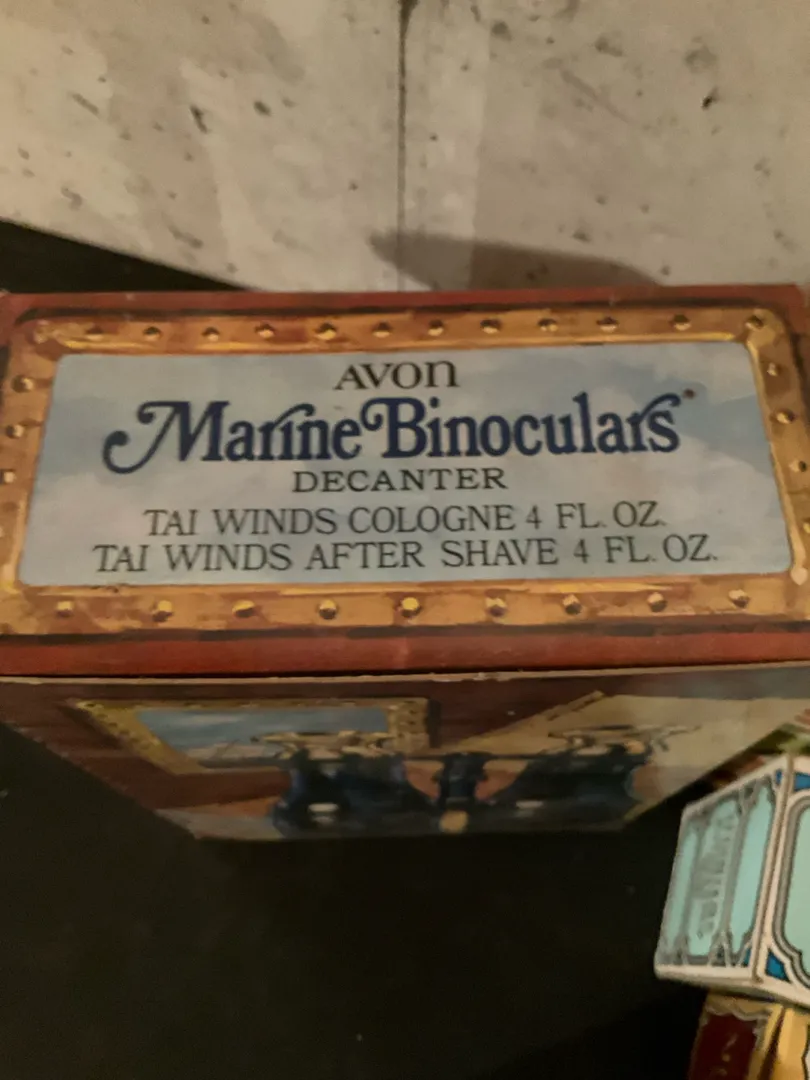 AVON
Marine Binoculars
DECANTER
TAI WINDS COLOGNE 4 FL. OZ.
TAI WINDS AFTER SHAVE 4 FL. OZ.